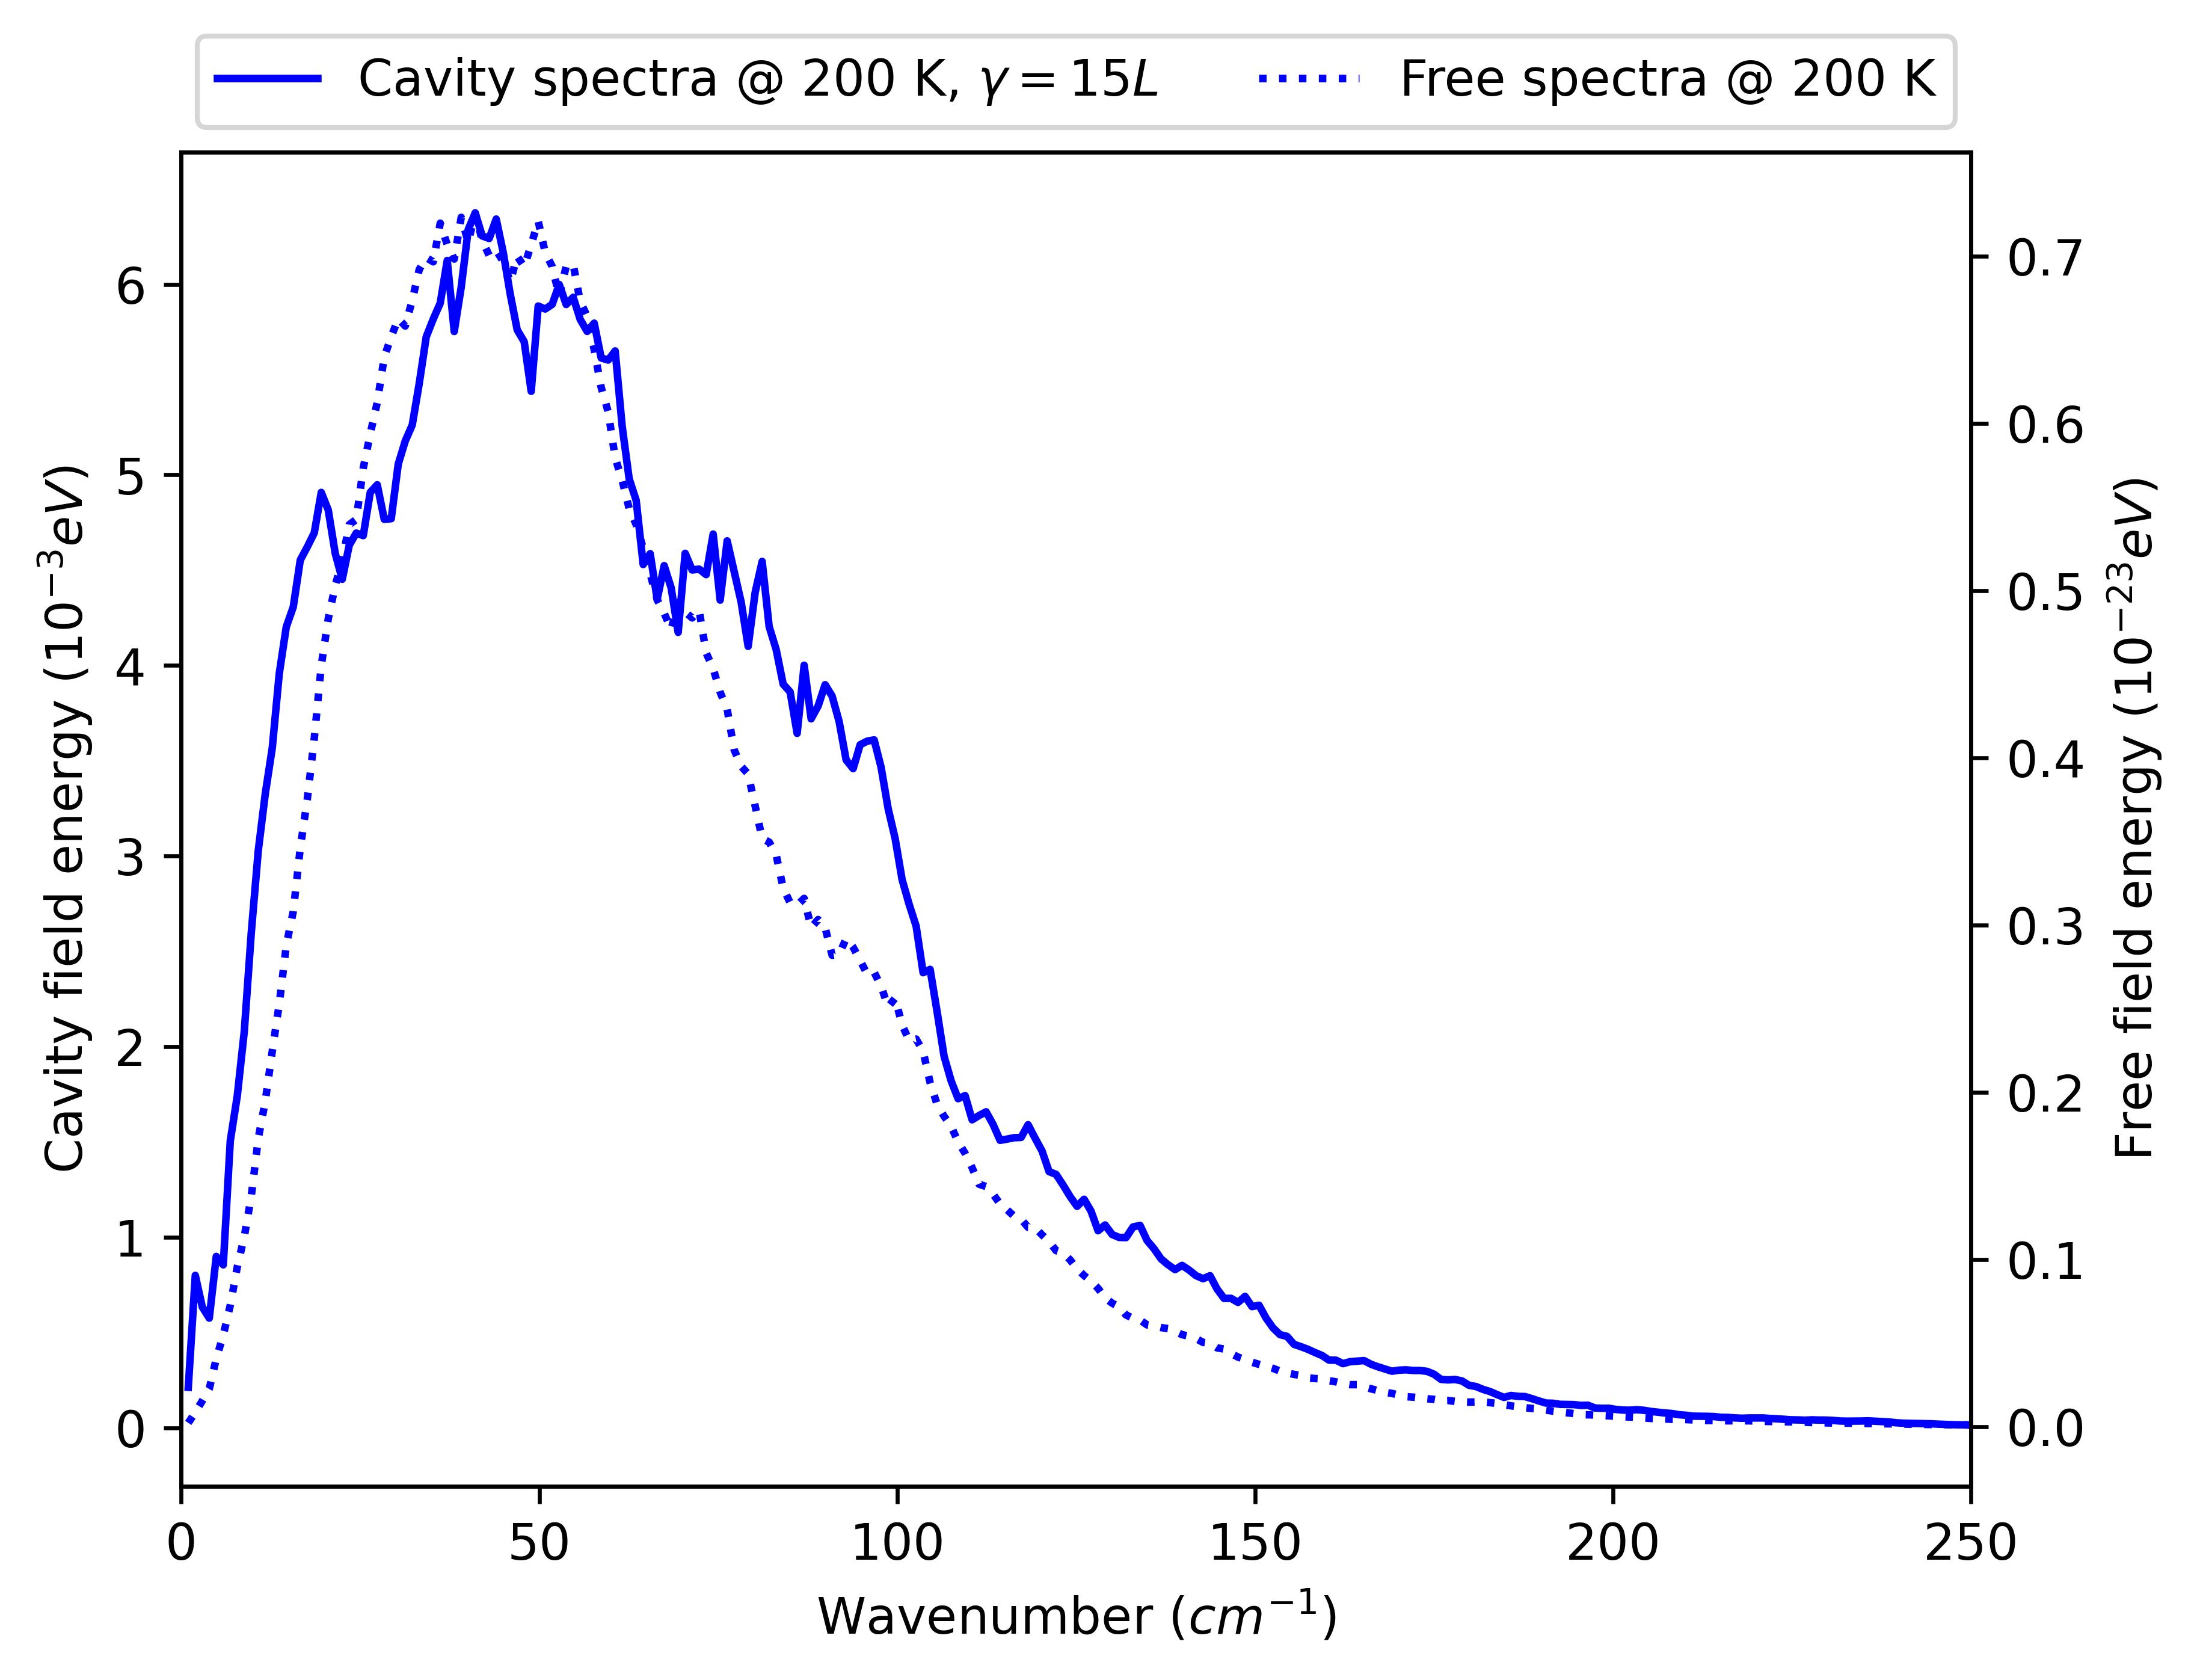 Cavity spectra @ 200 K, γ = 15L
Free spectra @ 200 K
Cavity field energy (10⁻³eV)
6
5
4
3
2
1
0
0.7
0.6
0.5
0.4
0.3
0.2
0.1
0.0
Free field energy (10⁻²³eV)
0 50 100 150 200 250
Wavenumber (cm⁻¹)